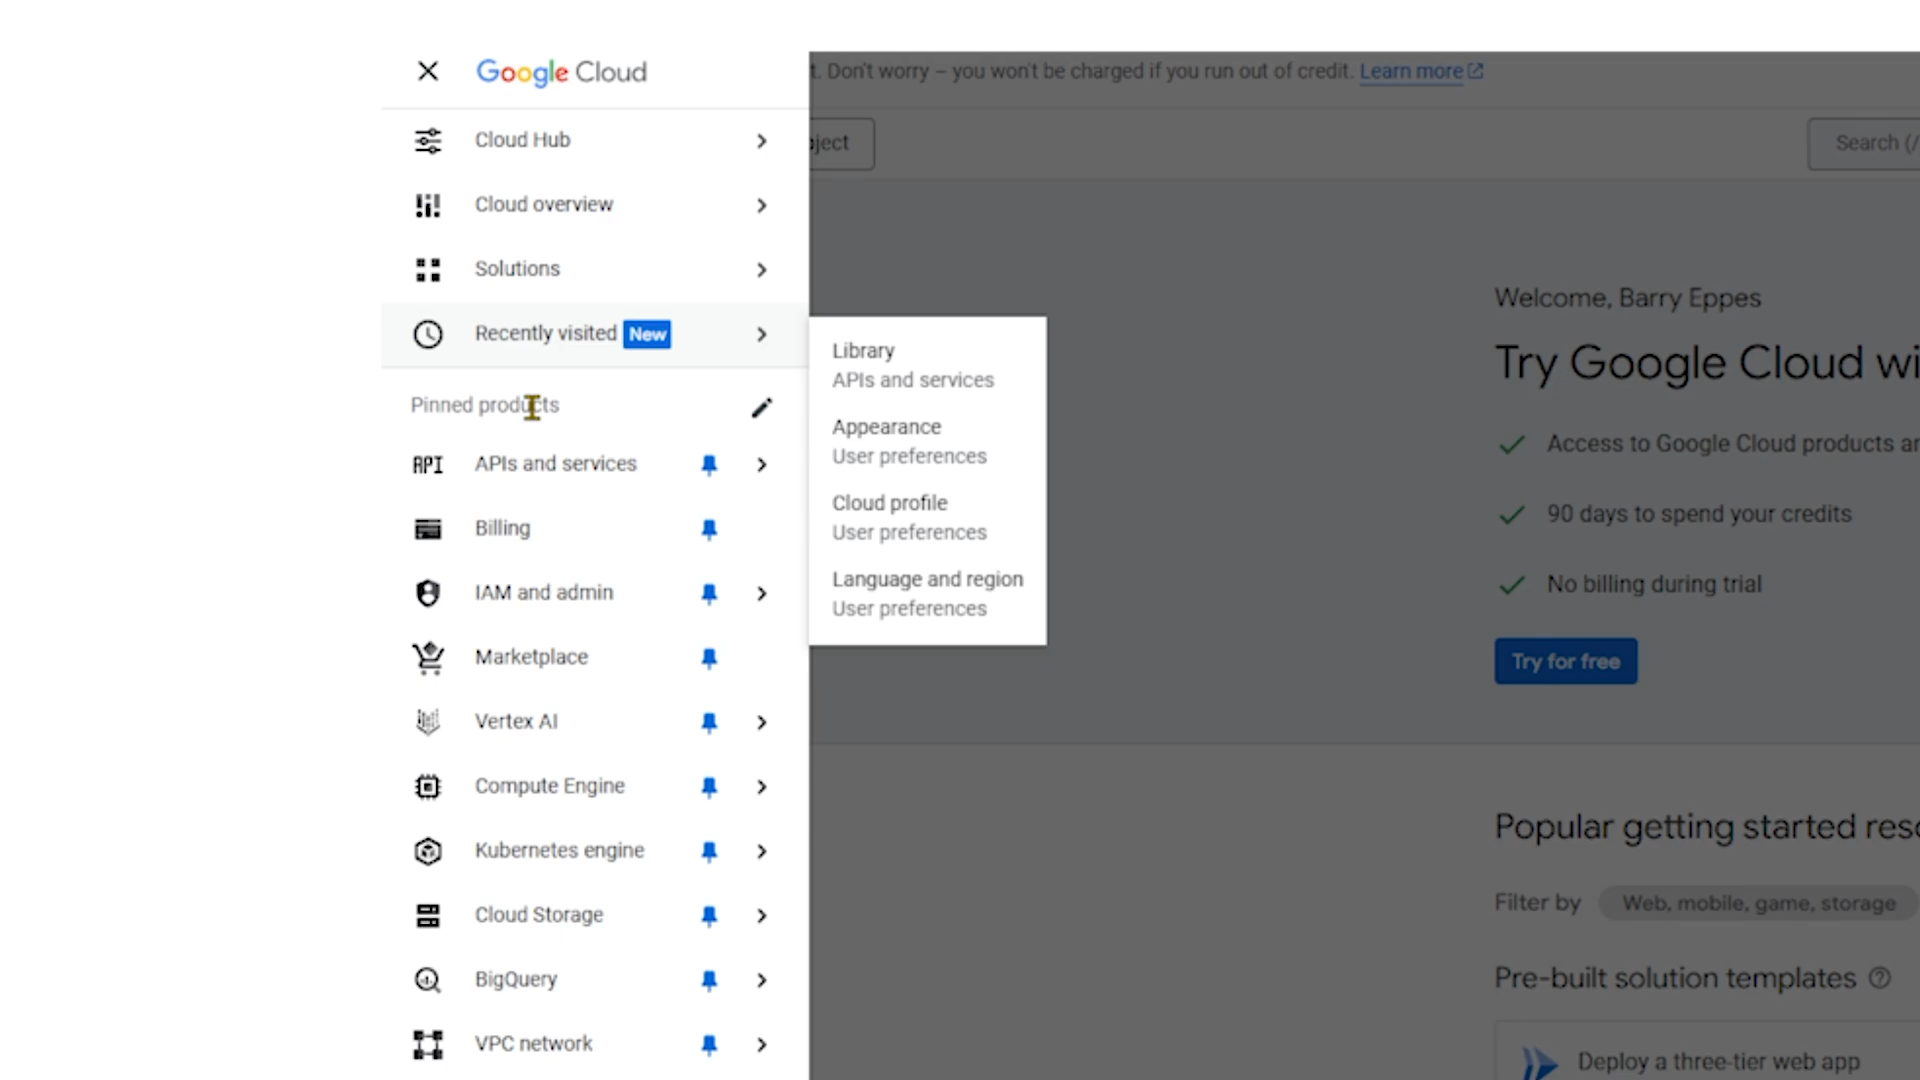 Google Cloud
Cloud Hub
Cloud overview
Solutions
Recently visited New
Pinned products
API APIs and services
Billing
IAM and admin
Marketplace
Vertex AI
Compute Engine
Kubernetes engine
Cloud Storage
BigQuery
VPC network
Library
APIs and services
Appearance
User preferences
Cloud profile
User preferences
Language and region
User preferences
t. Don't worry – you won't be charged if you run out of credit. Learn more
ject
Search (/
Welcome, Barry Eppes
Try Google Cloud wi
Access to Google Cloud products an
90 days to spend your credits
No billing during trial
Try for free
Popular getting started reso
Filter by Web, mobile, game, storage
Pre-built solution templates
Deploy a three-tier web app